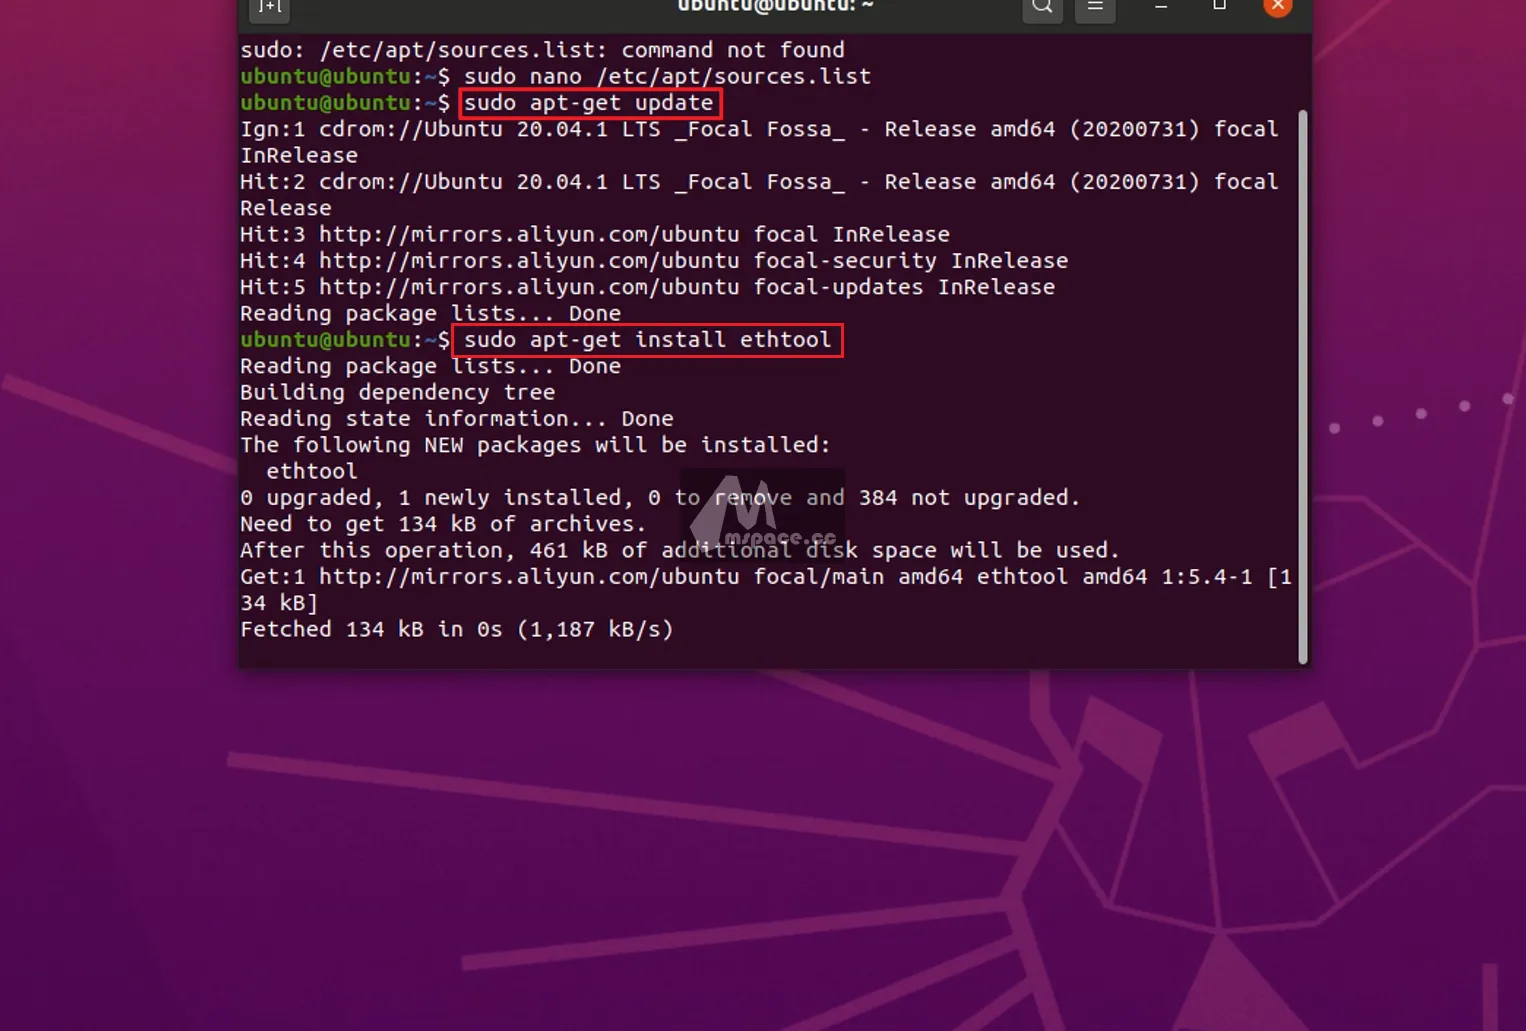 ubuntu@ubuntu: ~
sudo: /etc/apt/sources.list: command not found
ubuntu@ubuntu:~$ sudo nano /etc/apt/sources.list
ubuntu@ubuntu:~$ sudo apt-get update
Ign:1 cdrom://Ubuntu 20.04.1 LTS _Focal Fossa_ - Release amd64 (20200731) focal
InRelease
Hit:2 cdrom://Ubuntu 20.04.1 LTS _Focal Fossa_ - Release amd64 (20200731) focal
Release
Hit:3 http://mirrors.aliyun.com/ubuntu focal InRelease
Hit:4 http://mirrors.aliyun.com/ubuntu focal-security InRelease
Hit:5 http://mirrors.aliyun.com/ubuntu focal-updates InRelease
Reading package lists... Done
ubuntu@ubuntu:~$ sudo apt-get install ethtool
Reading package lists... Done
Building dependency tree
Reading state information... Done
The following NEW packages will be installed:
  ethtool
0 upgraded, 1 newly installed, 0 to remove and 384 not upgraded.
Need to get 134 kB of archives.
mspace.cc
After this operation, 461 kB of additional disk space will be used.
Get:1 http://mirrors.aliyun.com/ubuntu focal/main amd64 ethtool amd64 1:5.4-1 [1
34 kB]
Fetched 134 kB in 0s (1,187 kB/s)